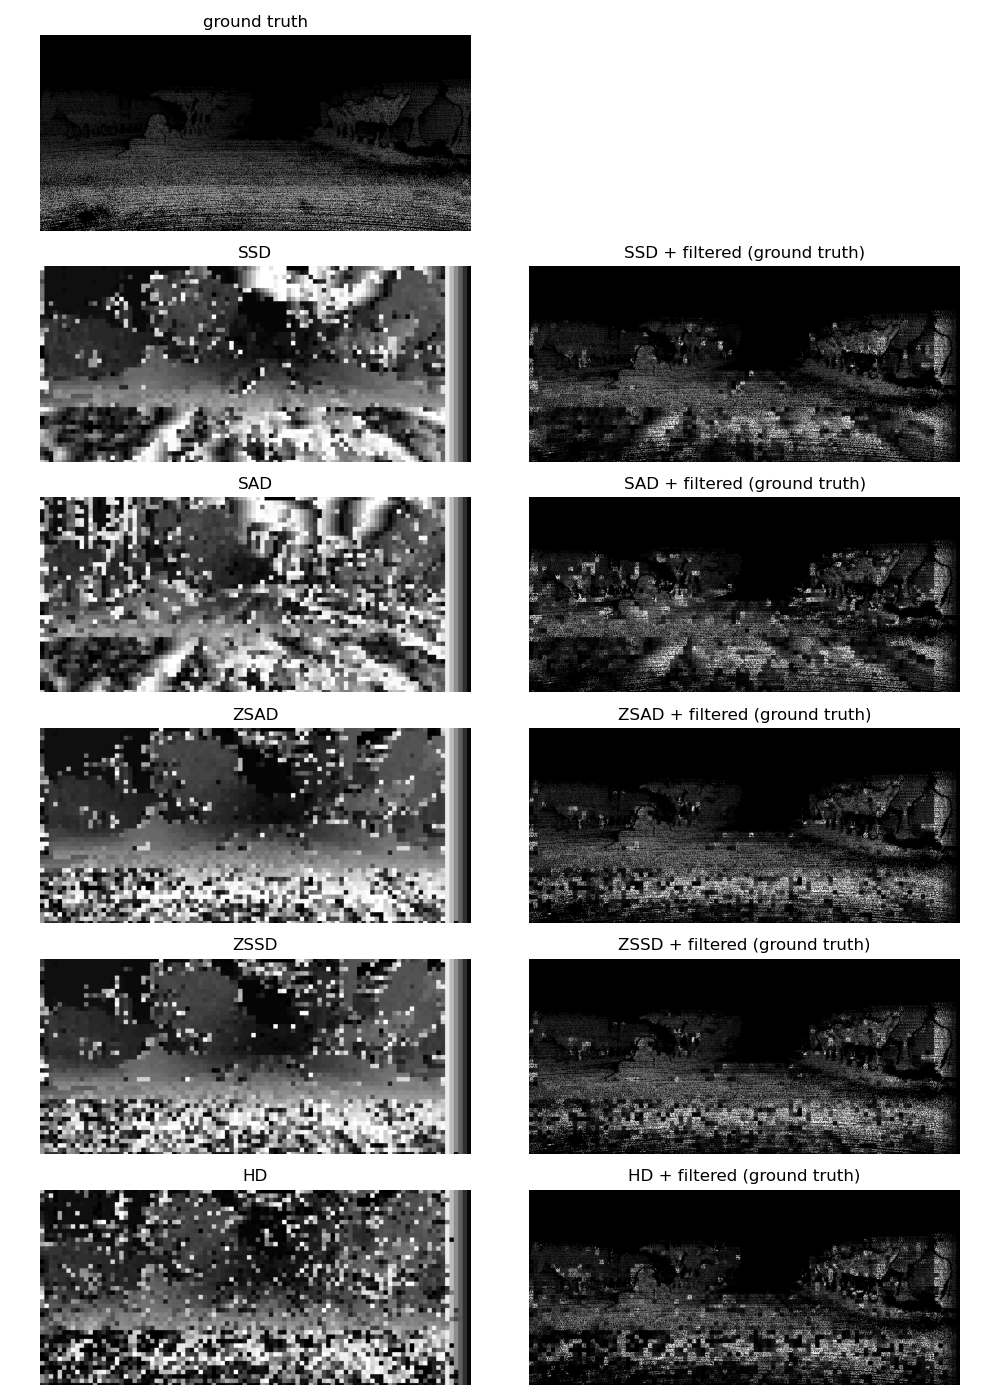 ground truth
SSD
SSD + filtered (ground truth)
SAD
SAD + filtered (ground truth)
ZSAD
ZSAD + filtered (ground truth)
ZSSD
ZSSD + filtered (ground truth)
HD
HD + filtered (ground truth)